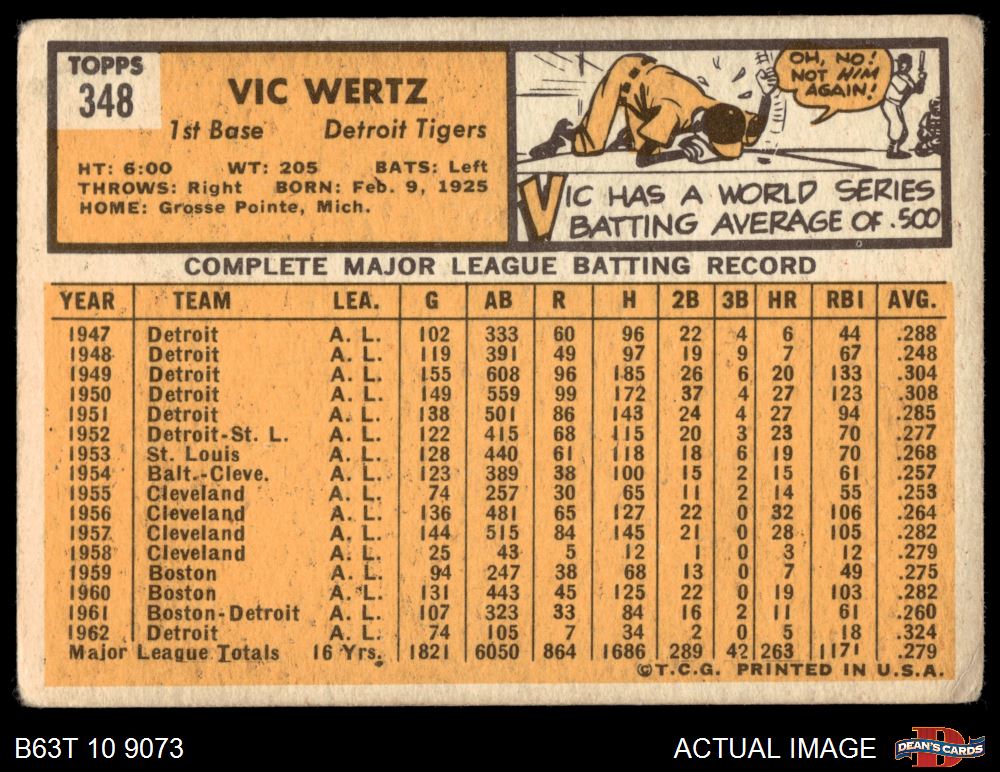 TOPPS
348
VIC WERTZ
1st Base Detroit Tigers
HT: 6:00 WT: 205 BATS: Left
THROWS: Right BORN: Feb. 9, 1925
HOME: Grosse Pointe, Mich.
OH, NO!
NOT HIM
AGAIN!
VIC HAS A WORLD SERIES
BATTING AVERAGE OF .500
COMPLETE MAJOR LEAGUE BATTING RECORD
YEAR TEAM LEA. G AB R H 2B 3B HR RBI AVG.
1947 Detroit A. L. 102 333 60 96 22 4 6 44 .288
1948 Detroit A. L. 119 391 49 97 19 9 7 67 .248
1949 Detroit A. L. 155 608 96 185 26 6 20 133 .304
1950 Detroit A. L. 149 559 99 172 37 4 27 123 .308
1951 Detroit A. L. 138 501 86 143 24 4 27 94 .285
1952 Detroit-St. L. A. L. 122 415 68 115 20 3 23 70 .277
1953 St. Louis A. L. 128 440 61 118 18 6 19 70 .268
1954 Balt.-Cleve. A. L. 123 389 38 100 15 2 15 61 .257
1955 Cleveland A. L. 74 257 30 65 11 2 14 55 .253
1956 Cleveland A. L. 136 481 65 127 22 0 32 106 .264
1957 Cleveland A. L. 144 515 84 145 21 0 28 105 .282
1958 Cleveland A. L. 25 43 5 12 1 0 3 12 .279
1959 Boston A. L. 94 247 38 68 13 0 7 49 .275
1960 Boston A. L. 131 443 45 125 22 0 19 103 .282
1961 Boston-Detroit A. L. 107 323 33 84 16 2 11 61 .260
1962 Detroit A. L. 74 105 7 34 2 0 5 18 .324
Major League Totals 16 Yrs. 1821 6050 864 1686 289 42 263 1171 .279
©T.C.G. PRINTED IN U.S.A.
B63T 10 9073 ACTUAL IMAGE DEAN'S CARDS